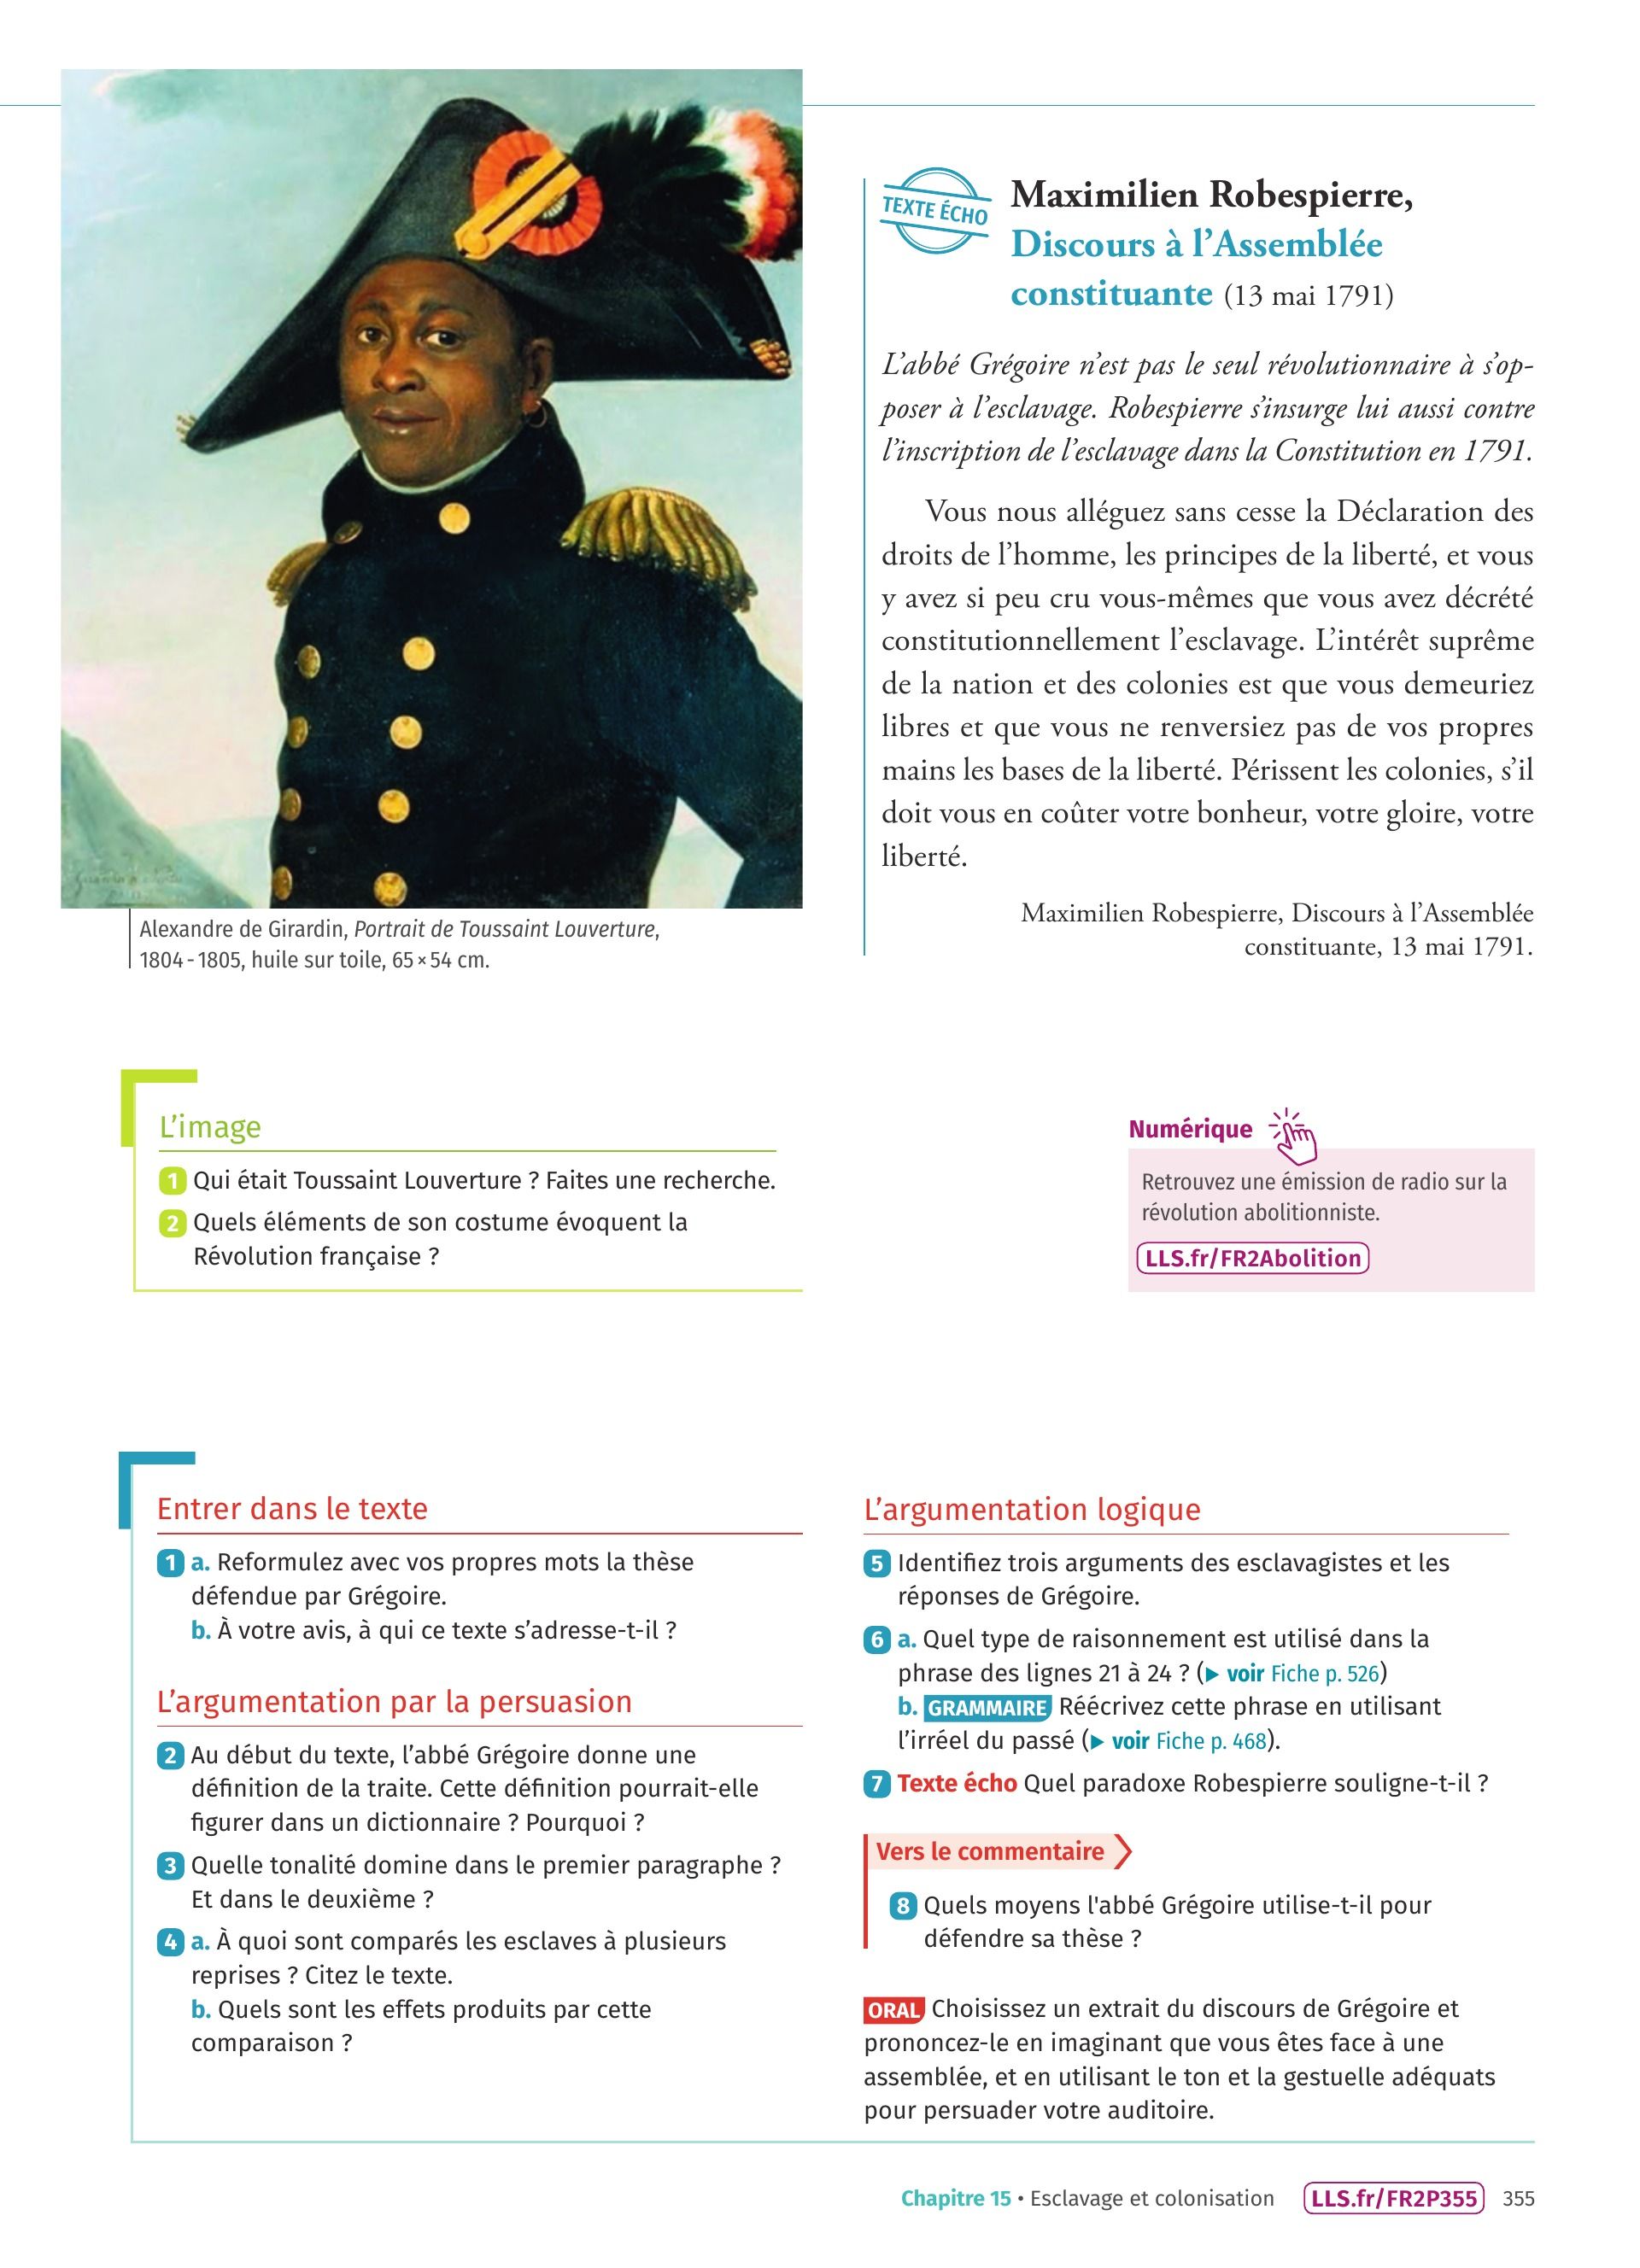 TEXTE ÉCHO
Maximilien Robespierre,
Discours à l’Assemblée
constituante (13 mai 1791)
L’abbé Grégoire n’est pas le seul révolutionnaire à s’op-
poser à l’esclavage. Robespierre s’insurge lui aussi contre
l’inscription de l’esclavage dans la Constitution en 1791.
Vous nous alléguez sans cesse la Déclaration des
droits de l’homme, les principes de la liberté, et vous
y avez si peu cru vous-mêmes que vous avez décrété
constitutionnellement l’esclavage. L’intérêt suprême
de la nation et des colonies est que vous demeuriez
libres et que vous ne renversiez pas de vos propres
mains les bases de la liberté. Périssent les colonies, s’il
doit vous en coûter votre bonheur, votre gloire, votre
liberté.
Maximilien Robespierre, Discours à l’Assemblée
constituante, 13 mai 1791.
Alexandre de Girardin, Portrait de Toussaint Louverture,
1804-1805, huile sur toile, 65 × 54 cm.
L’image
1 Qui était Toussaint Louverture ? Faites une recherche.
2 Quels éléments de son costume évoquent la
Révolution française ?
Numérique
Retrouvez une émission de radio sur la
révolution abolitionniste.
LLS.fr/FR2Abolition
Entrer dans le texte
1 a. Reformulez avec vos propres mots la thèse
défendue par Grégoire.
b. À votre avis, à qui ce texte s’adresse-t-il ?
L’argumentation par la persuasion
2 Au début du texte, l’abbé Grégoire donne une
définition de la traite. Cette définition pourrait-elle
figurer dans un dictionnaire ? Pourquoi ?
3 Quelle tonalité domine dans le premier paragraphe ?
Et dans le deuxième ?
4 a. À quoi sont comparés les esclaves à plusieurs
reprises ? Citez le texte.
b. Quels sont les effets produits par cette
comparaison ?
L’argumentation logique
5 Identifiez trois arguments des esclavagistes et les
réponses de Grégoire.
6 a. Quel type de raisonnement est utilisé dans la
phrase des lignes 21 à 24 ? (▶ voir Fiche p. 526)
b. GRAMMAIRE Réécrivez cette phrase en utilisant
l’irréel du passé (▶ voir Fiche p. 468).
7 Texte écho Quel paradoxe Robespierre souligne-t-il ?
Vers le commentaire
8 Quels moyens l'abbé Grégoire utilise-t-il pour
défendre sa thèse ?
ORAL Choisissez un extrait du discours de Grégoire et
prononcez-le en imaginant que vous êtes face à une
assemblée, et en utilisant le ton et la gestuelle adéquats
pour persuader votre auditoire.
Chapitre 15 • Esclavage et colonisation LLS.fr/FR2P355 355